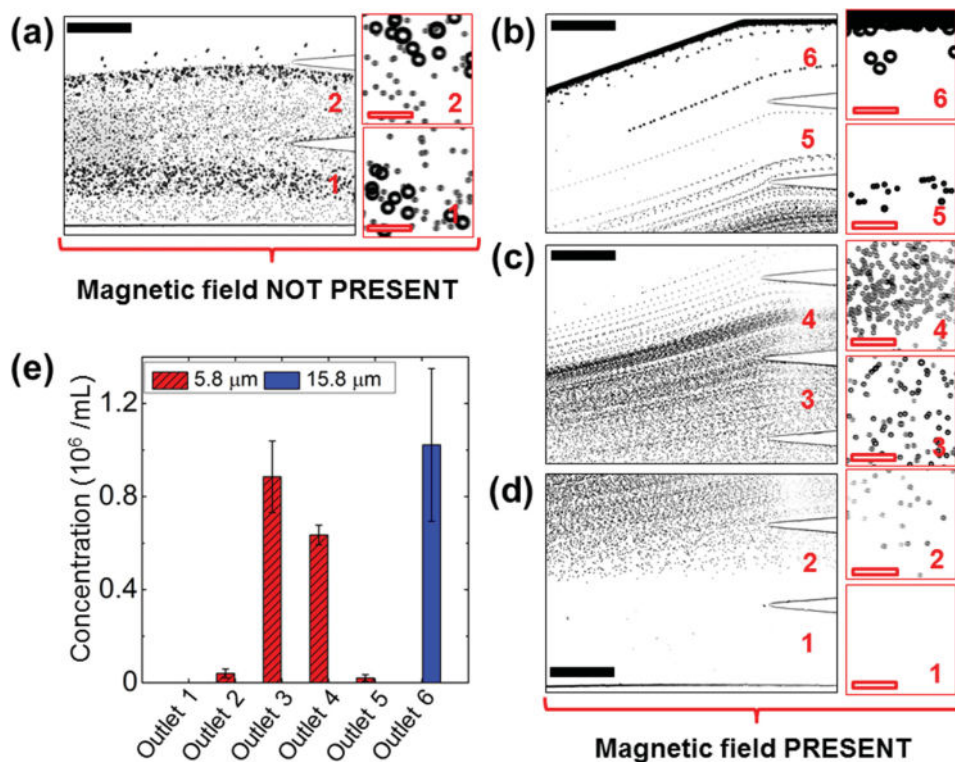 (a)
2
1
2
1
Magnetic field NOT PRESENT
(b)
6
5
6
5
(c)
4
3
4
3
(d)
2
1
2
1
Magnetic field PRESENT
(e)
5.8 μm
15.8 μm
Concentration (10⁶ /mL)
1.2
0.8
0.4
0
Outlet 1
Outlet 2
Outlet 3
Outlet 4
Outlet 5
Outlet 6